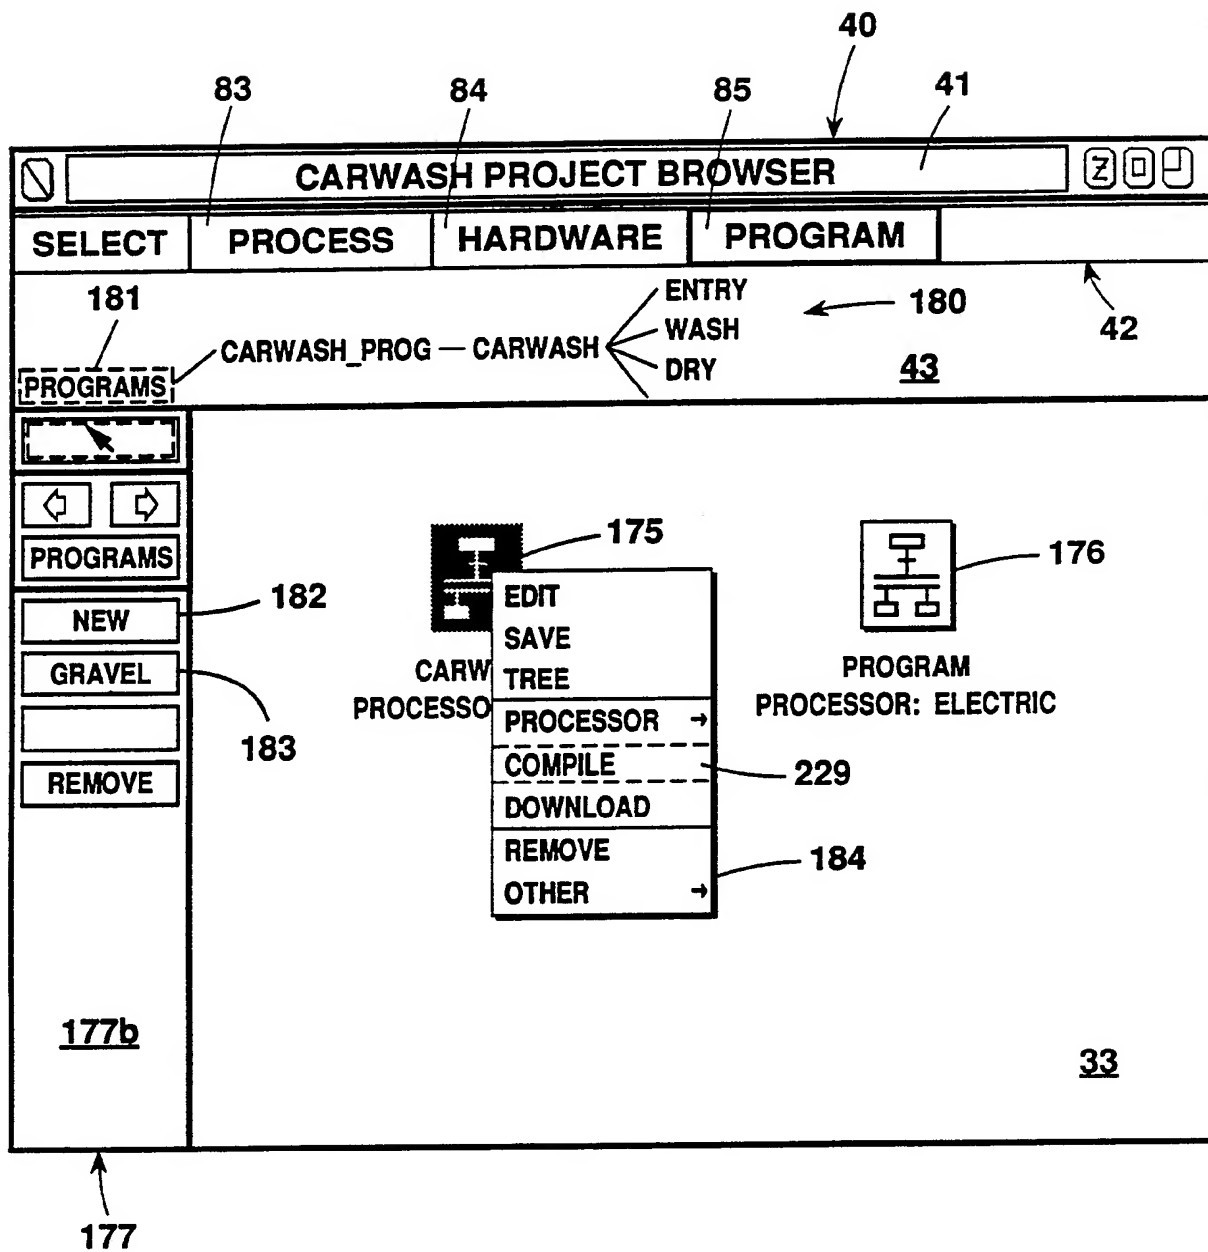 40
83 84 85 41
CARWASH PROJECT BROWSER
Z
SELECT PROCESS HARDWARE PROGRAM
181
ENTRY
180
42
WASH
CARWASH_PROG — CARWASH
DRY
43
PROGRAMS
175
176
PROGRAMS
182
EDIT
NEW
SAVE
GRAVEL
CARW
TREE
PROGRAM
PROCESSO
PROCESSOR →
PROCESSOR: ELECTRIC
183
COMPILE
229
REMOVE
DOWNLOAD
REMOVE
184
OTHER →
177b
33
177